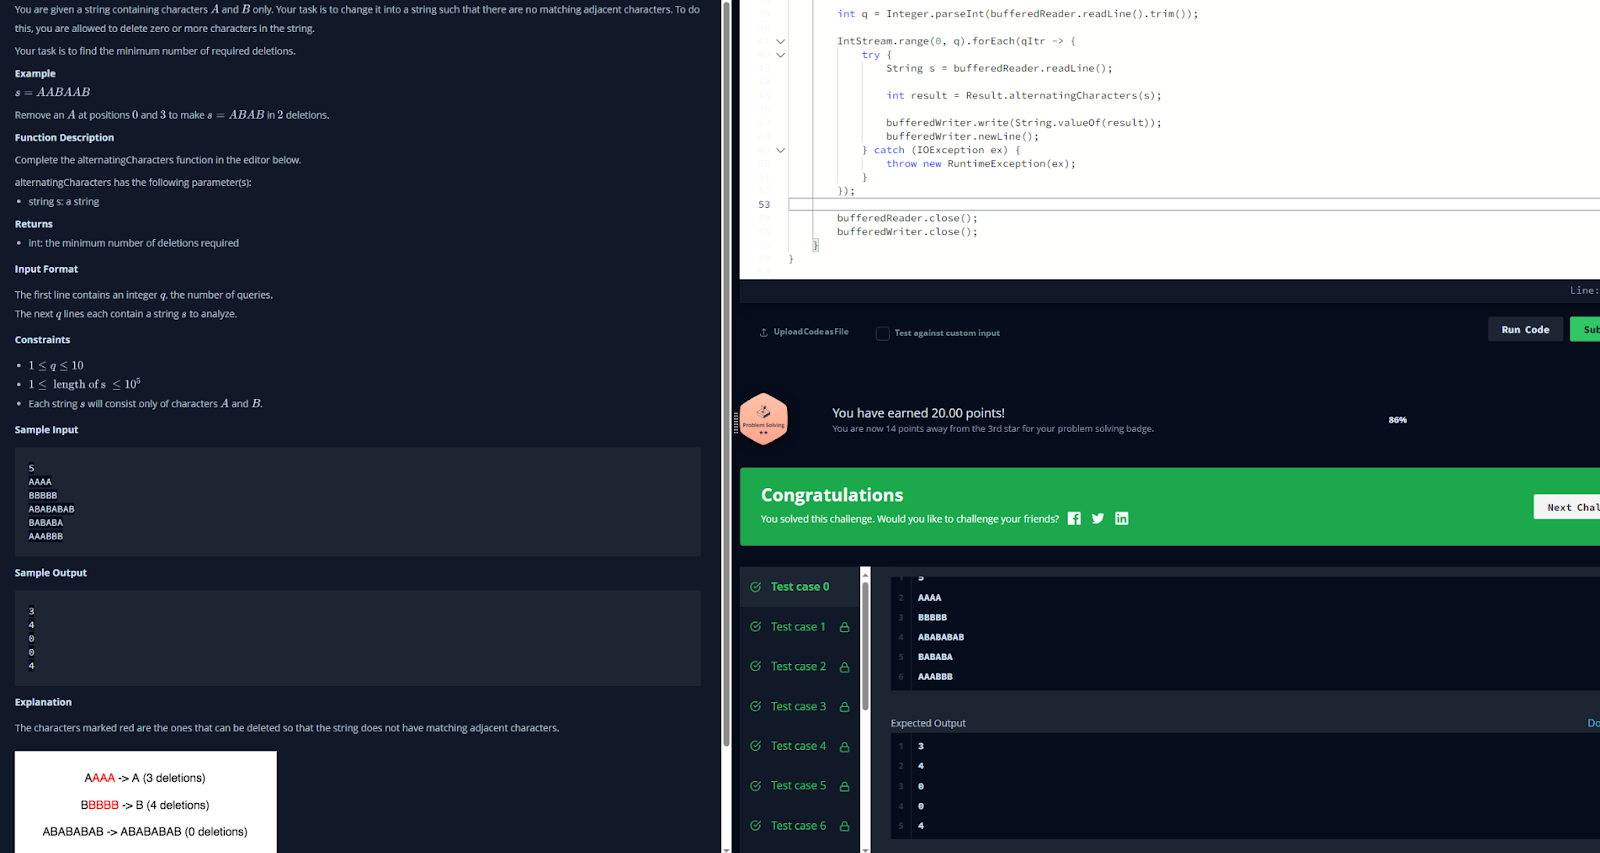 You are given a string containing characters A and B only. Your task is to change it into a string such that there are no matching adjacent characters. To do
this, you are allowed to delete zero or more characters in the string.
Your task is to find the minimum number of required deletions.
Example
s = AABAAB
Remove an A at positions 0 and 3 to make s = ABAB in 2 deletions.
Function Description
Complete the alternatingCharacters function in the editor below.
alternatingCharacters has the following parameter(s):
• string s: a string
Returns
• int: the minimum number of deletions required
Input Format
The first line contains an integer q, the number of queries.
The next q lines each contain a string s to analyze.
Constraints
• 1 ≤ q ≤ 10
• 1 ≤ length of s ≤ 10⁵
• Each string s will consist only of characters A and B.
Sample Input
5
AAAA
BBBBB
ABABABAB
BABABA
AAABBB
Sample Output
3
4
0
0
4
Explanation
The characters marked red are the ones that can be deleted so that the string does not have matching adjacent characters.
AAAA -> A (3 deletions)
BBBBB -> B (4 deletions)
ABABABAB -> ABABABAB (0 deletions)
int q = Integer.parseInt(bufferedReader.readLine().trim());
IntStream.range(0, q).forEach(qItr -> {
try {
String s = bufferedReader.readLine();
int result = Result.alternatingCharacters(s);
bufferedWriter.write(String.valueOf(result));
bufferedWriter.newLine();
} catch (IOException ex) {
throw new RuntimeException(ex);
}
});
53
bufferedReader.close();
bufferedWriter.close();
}
}
Line:
Upload Code as File
Test against custom input
Run Code
Sub
Problem Solving
You have earned 20.00 points!
You are now 14 points away from the 3rd star for your problem solving badge.
86%
Congratulations
You solved this challenge. Would you like to challenge your friends?
Next Chal
Test case 0
Test case 1
Test case 2
Test case 3
Test case 4
Test case 5
Test case 6
1 5
2 AAAA
3 BBBBB
4 ABABABAB
5 BABABA
6 AAABBB
Expected Output
Do
1 3
2 4
3 0
4 0
5 4